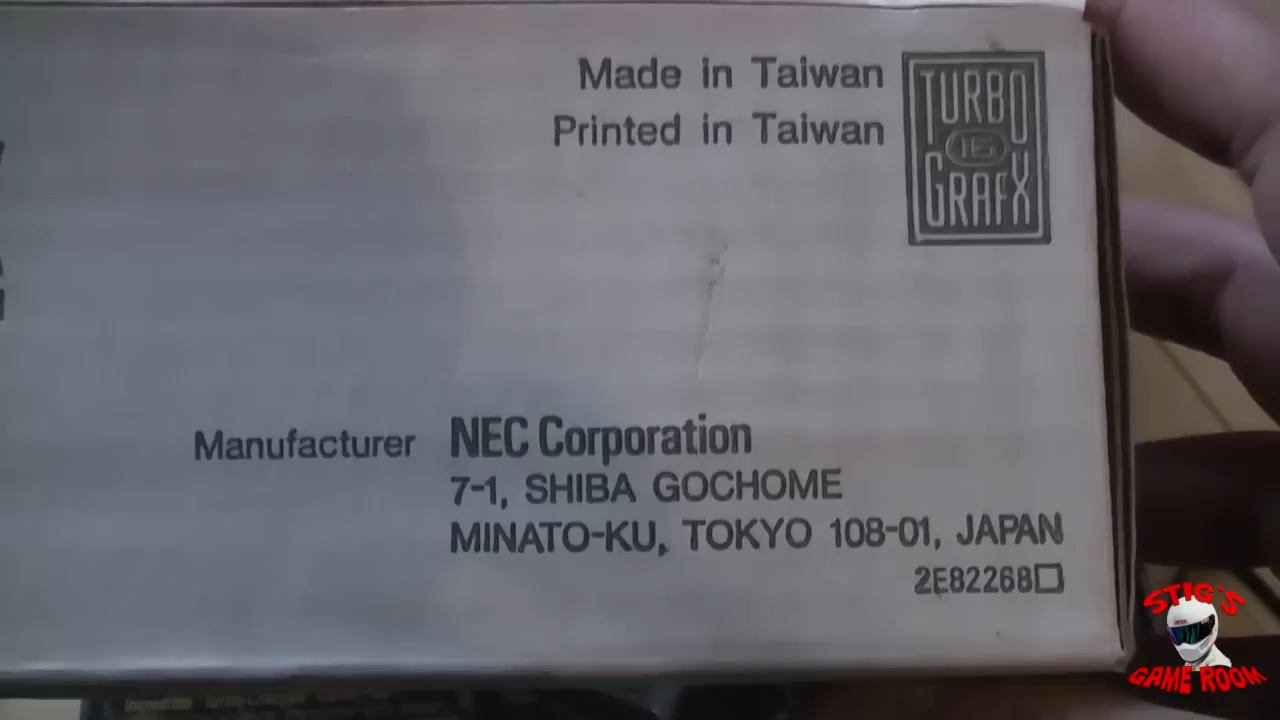 Made in Taiwan
Printed in Taiwan
TURBO
16
GRAFX
Manufacturer NEC Corporation
7-1, SHIBA GOCHOME
MINATO-KU, TOKYO 108-01, JAPAN
2E82268□
STIG'S
GAME ROOM